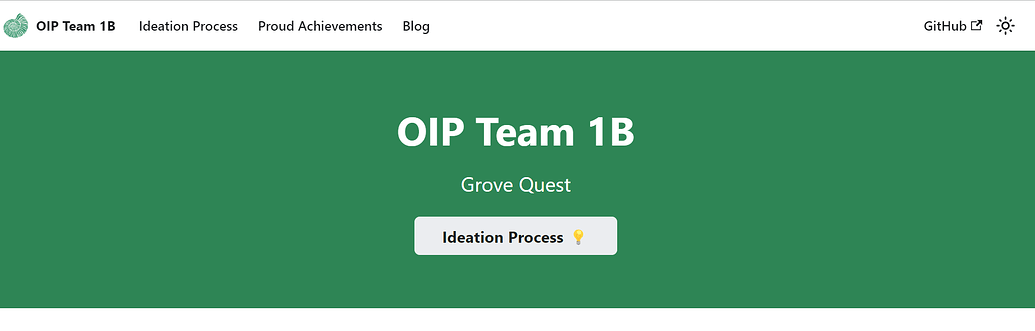 OIP Team 1B Ideation Process Proud Achievements Blog GitHub
OIP Team 1B
Grove Quest
Ideation Process 💡